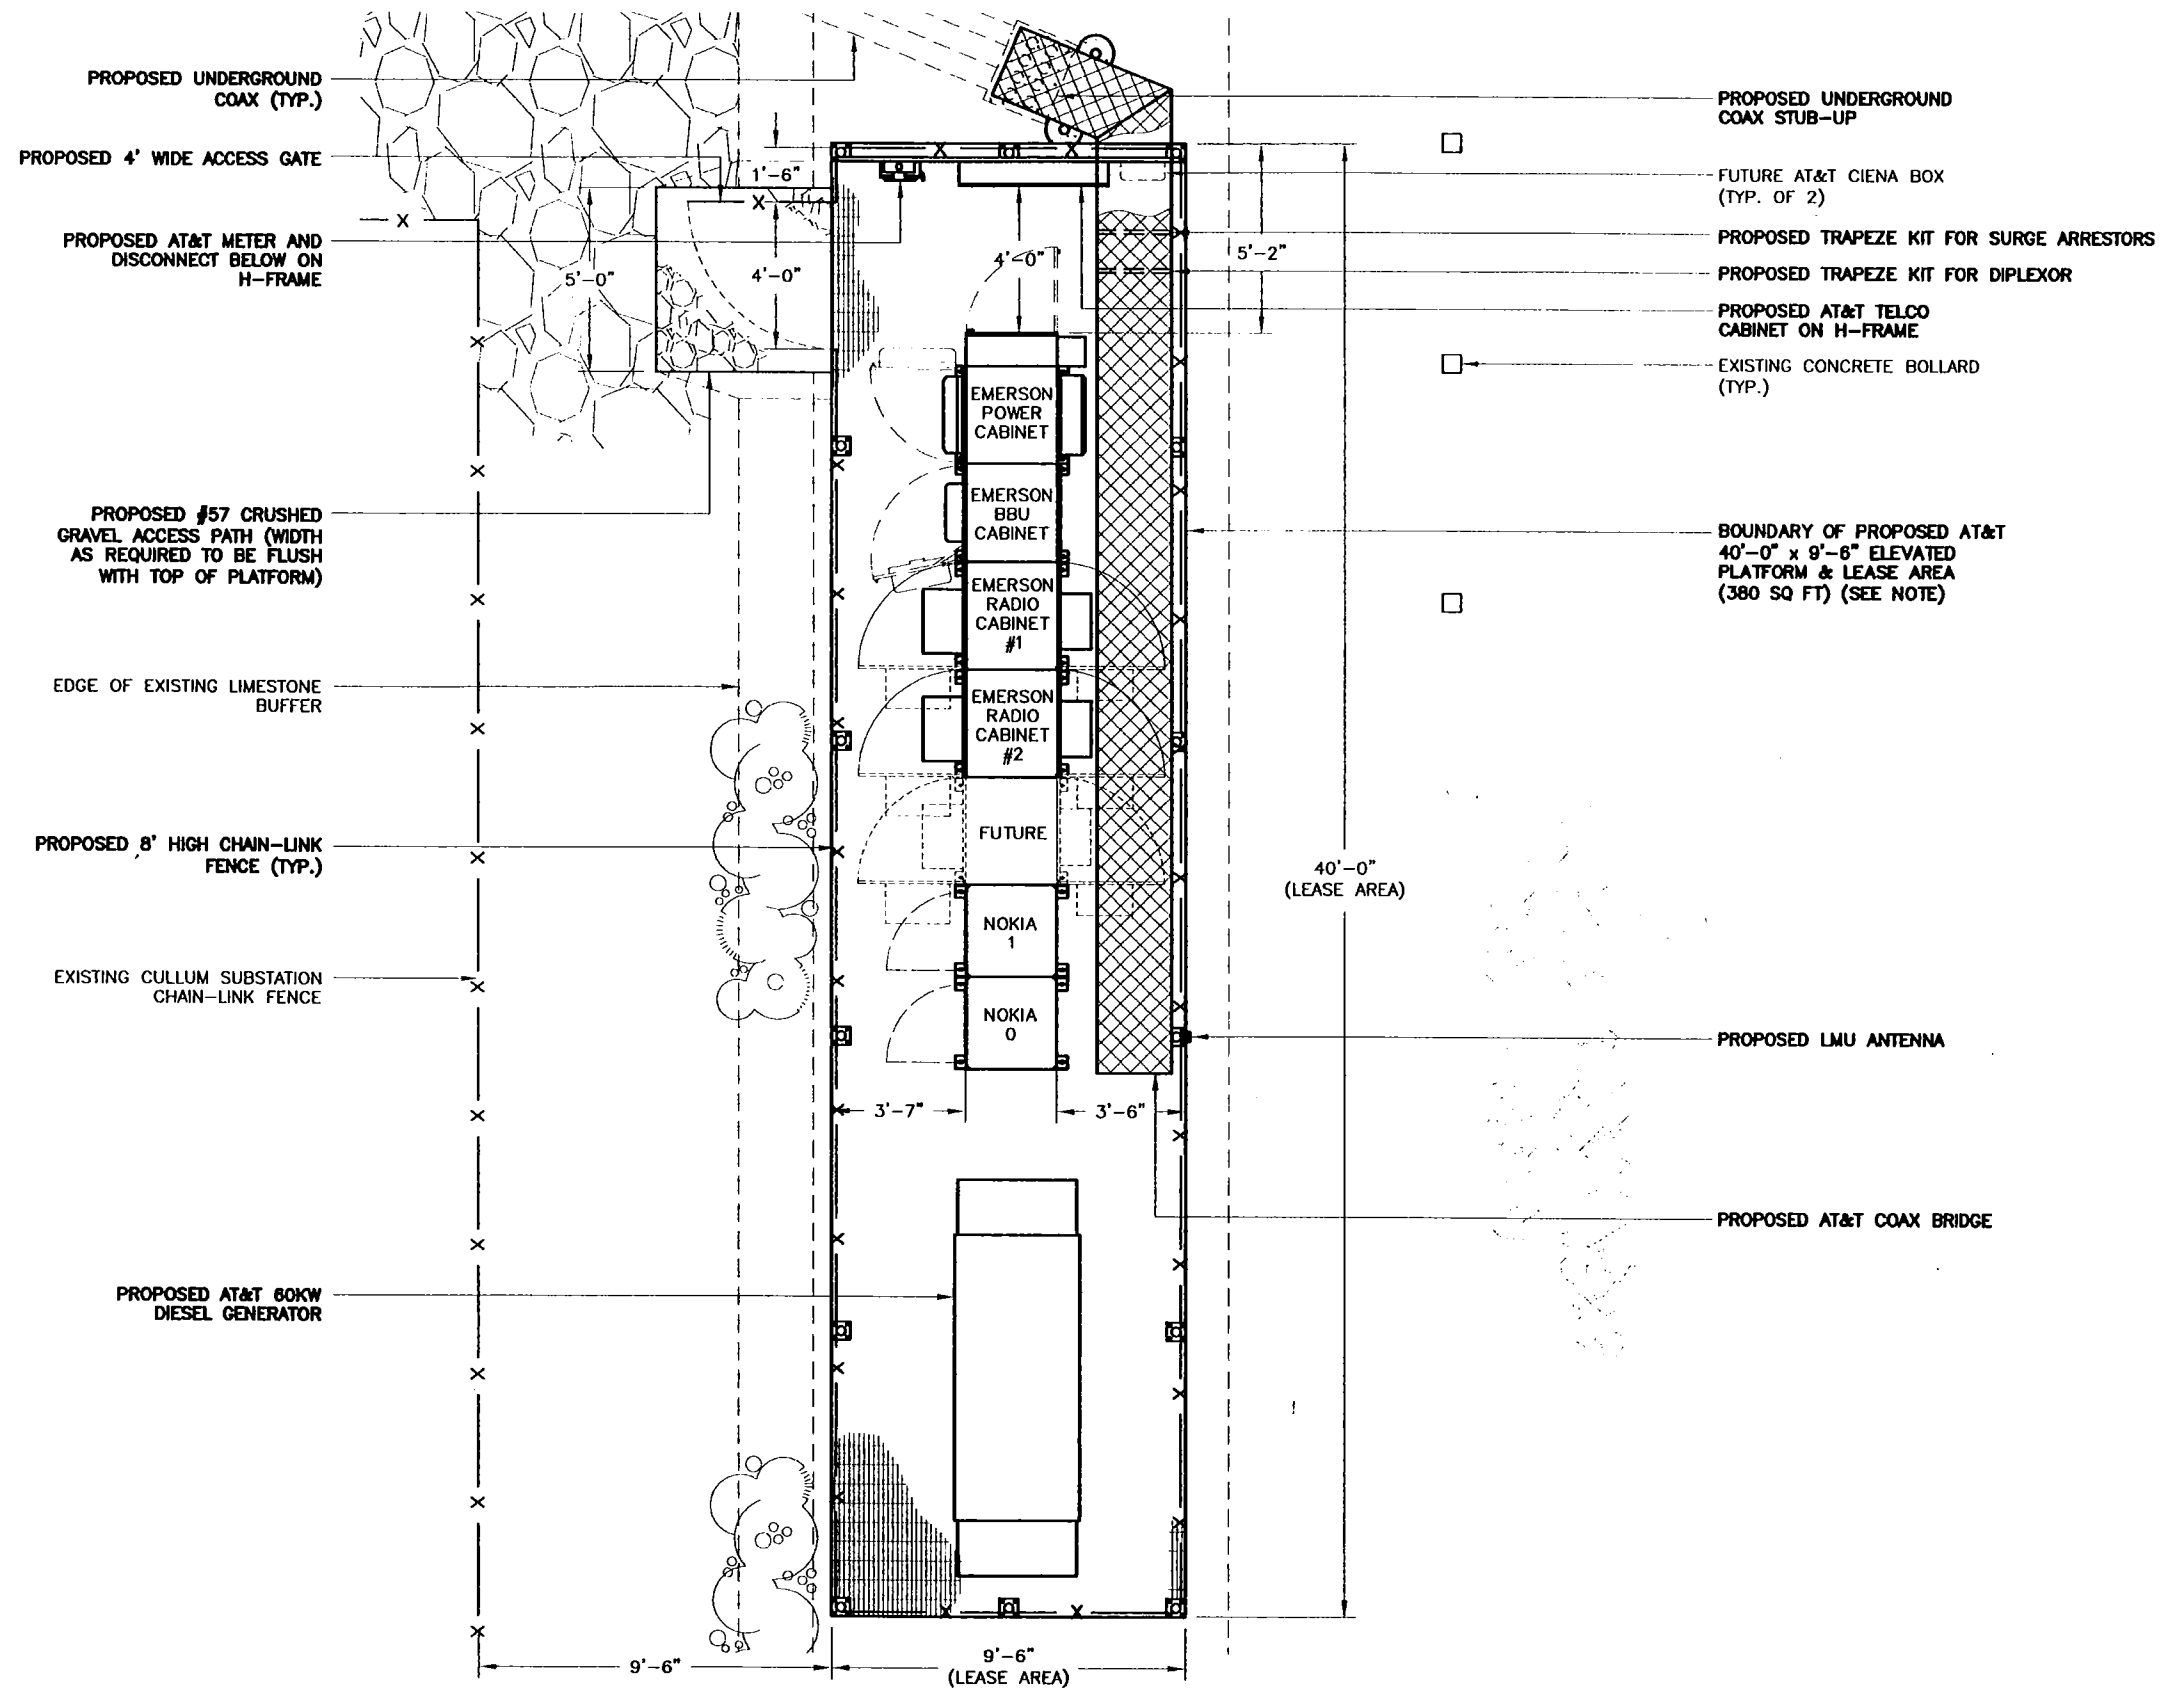 PROPOSED UNDERGROUND
COAX (TYP.)
PROPOSED 4' WIDE ACCESS GATE
PROPOSED AT&T METER AND
DISCONNECT BELOW ON
H-FRAME
PROPOSED #57 CRUSHED
GRAVEL ACCESS PATH (WIDTH
AS REQUIRED TO BE FLUSH
WITH TOP OF PLATFORM)
EDGE OF EXISTING LIMESTONE
BUFFER
PROPOSED 8' HIGH CHAIN-LINK
FENCE (TYP.)
EXISTING CULLUM SUBSTATION
CHAIN-LINK FENCE
PROPOSED AT&T 60KW
DIESEL GENERATOR
1'-6"
5'-0"
4'-0"
4'-0"
5'-2"
EMERSON
POWER
CABINET
EMERSON
BBU
CABINET
EMERSON
RADIO
CABINET
#1
EMERSON
RADIO
CABINET
#2
FUTURE
NOKIA
1
NOKIA
0
3'-7"
3'-6"
40'-0"
(LEASE AREA)
9'-6"
9'-6"
(LEASE AREA)
PROPOSED UNDERGROUND
COAX STUB-UP
FUTURE AT&T CIENA BOX
(TYP. OF 2)
PROPOSED TRAPEZE KIT FOR SURGE ARRESTORS
PROPOSED TRAPEZE KIT FOR DIPLEXOR
PROPOSED AT&T TELCO
CABINET ON H-FRAME
EXISTING CONCRETE BOLLARD
(TYP.)
BOUNDARY OF PROPOSED AT&T
40'-0" x 9'-6" ELEVATED
PLATFORM & LEASE AREA
(380 SQ FT) (SEE NOTE)
PROPOSED LMU ANTENNA
PROPOSED AT&T COAX BRIDGE